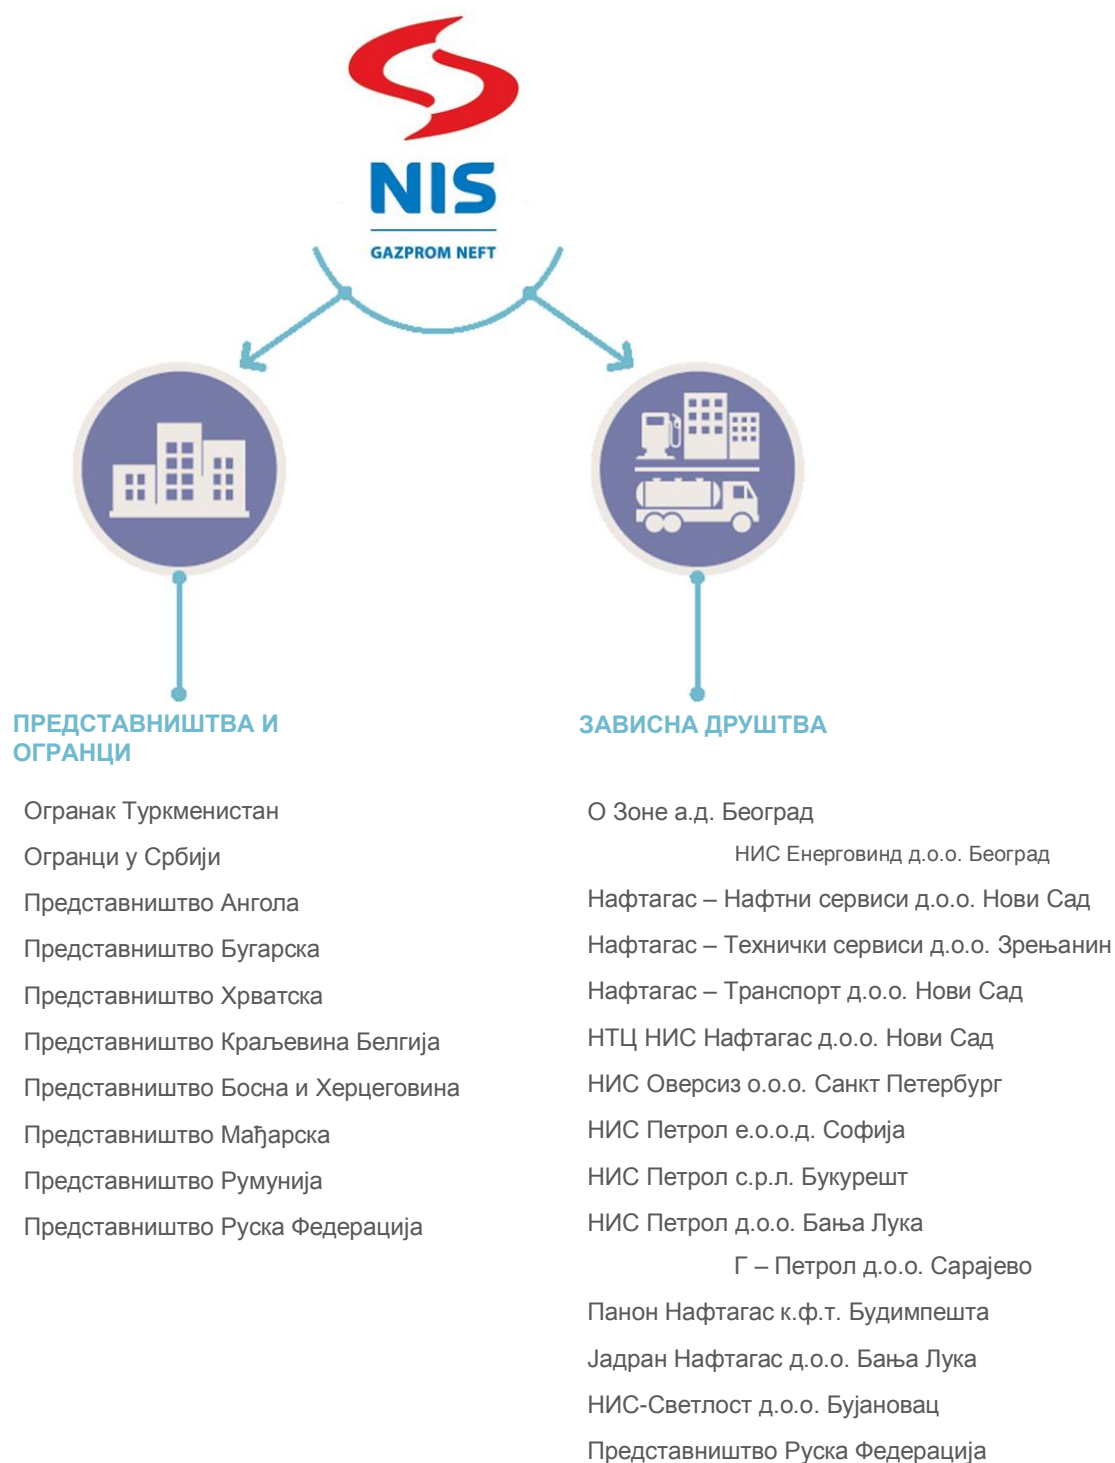 NIS
GAZPROM NEFT
ПРЕДСТАВНИШТВА И
ОГРАНЦИ
Огранак Туркменистан
Огранци у Србији
Представништво Ангола
Представништво Бугарска
Представништво Хрватска
Представништво Краљевина Белгија
Представништво Босна и Херцеговина
Представништво Мађарска
Представништво Румунија
Представништво Руска Федерација
ЗАВИСНА ДРУШТВА
О Зоне а.д. Београд
НИС Енерговинд д.о.о. Београд
Нафтагас – Нафтни сервиси д.о.о. Нови Сад
Нафтагас – Технички сервиси д.о.о. Зрењанин
Нафтагас – Транспорт д.о.о. Нови Сад
НТЦ НИС Нафтагас д.о.о. Нови Сад
НИС Оверсиз о.о.о. Санкт Петербург
НИС Петрол е.о.о.д. Софија
НИС Петрол с.р.л. Букурешт
НИС Петрол д.о.о. Бања Лука
Г – Петрол д.о.о. Сарајево
Панон Нафтагас к.ф.т. Будимпешта
Јадран Нафтагас д.о.о. Бања Лука
НИС-Светлост д.о.о. Бујановац
Представништво Руска Федерација